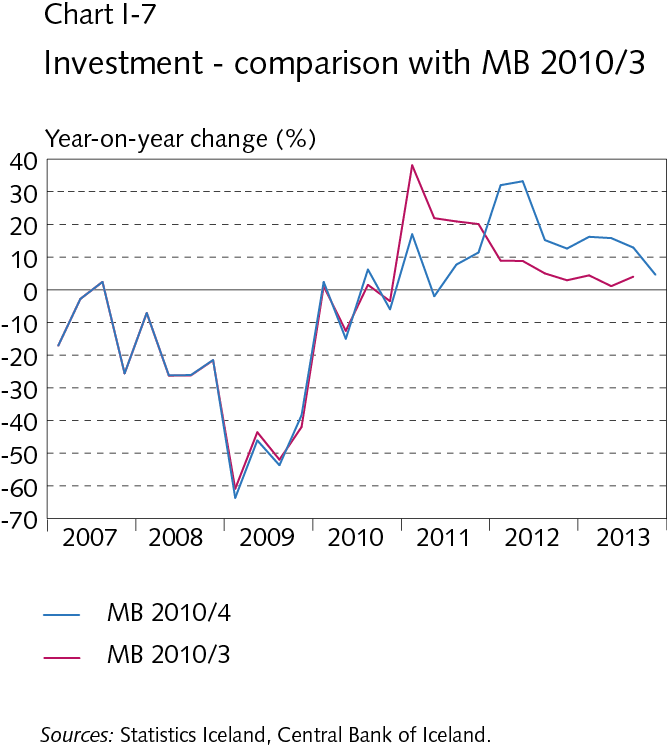 Chart I-7
Investment - comparison with MB 2010/3
Year-on-year change (%)
40
30
20
10
0
-10
-20
-30
-40
-50
-60
-70
2007 2008 2009 2010 2011 2012 2013
MB 2010/4
MB 2010/3
Sources: Statistics Iceland, Central Bank of Iceland.